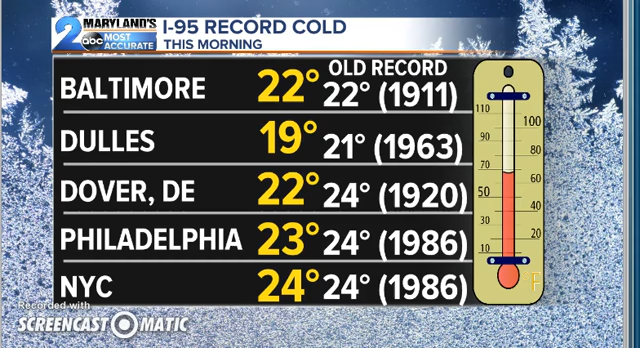 MARYLAND'S
2 abc MOST
ACCURATE
I-95 RECORD COLD
THIS MORNING
OLD RECORD
BALTIMORE 22° 22° (1911)
DULLES 19° 21° (1963)
DOVER, DE 22° 24° (1920)
PHILADELPHIA 23° 24° (1986)
NYC 24° 24° (1986)
110
100
90
80
70
60
50
40
30
20
10
F
Recorded with
SCREENCAST-O-MATIC